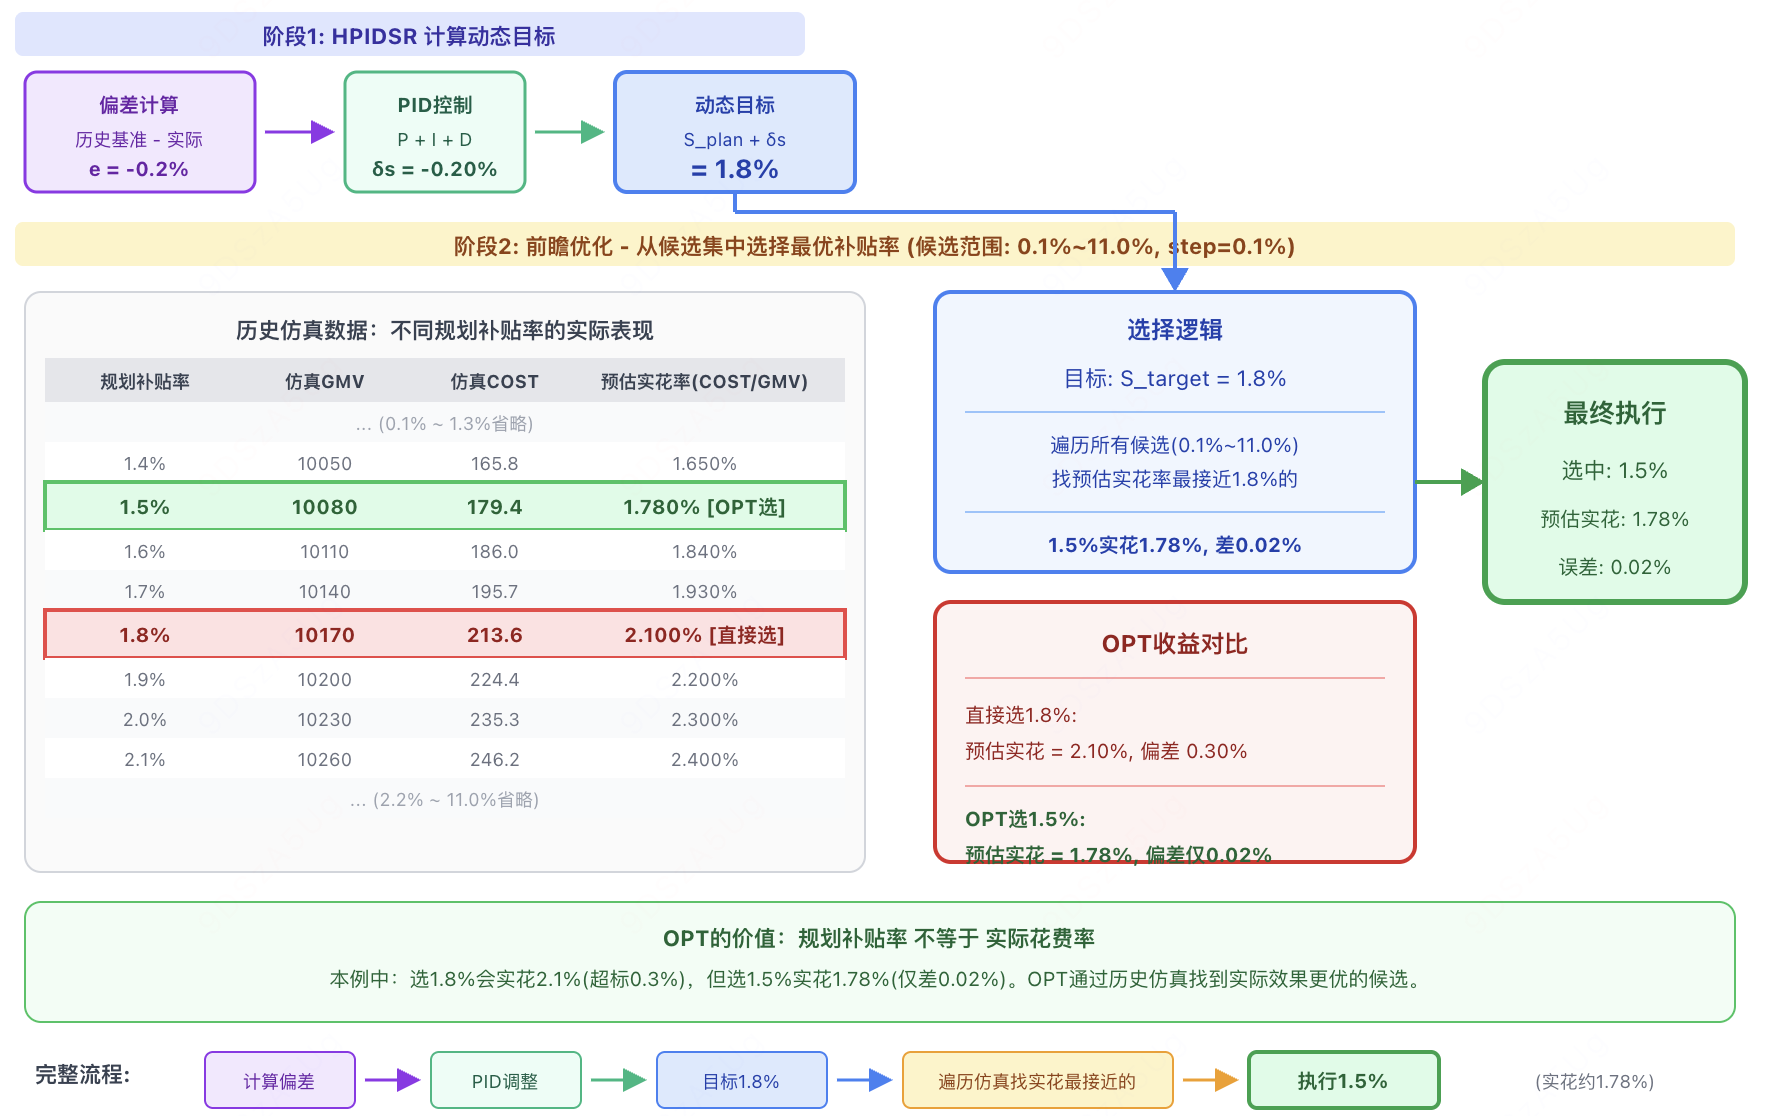 阶段1: HPIDSR 计算动态目标
偏差计算
历史基准 - 实际
e = -0.2%
PID控制
P + I + D
δs = -0.20%
动态目标
S_plan + δs
= 1.8%
阶段2: 前瞻优化 - 从候选集中选择最优补贴率 (候选范围: 0.1%~11.0%, step=0.1%)
历史仿真数据：不同规划补贴率的实际表现
规划补贴率 仿真GMV 仿真COST 预估实花率(COST/GMV)
... (0.1% ~ 1.3%省略)
1.4% 10050 165.8 1.650%
1.5% 10080 179.4 1.780% [OPT选]
1.6% 10110 186.0 1.840%
1.7% 10140 195.7 1.930%
1.8% 10170 213.6 2.100% [直接选]
1.9% 10200 224.4 2.200%
2.0% 10230 235.3 2.300%
2.1% 10260 246.2 2.400%
... (2.2% ~ 11.0%省略)
选择逻辑
目标: S_target = 1.8%
遍历所有候选(0.1%~11.0%)
找预估实花率最接近1.8%的
1.5%实花1.78%, 差0.02%
最终执行
选中: 1.5%
预估实花: 1.78%
误差: 0.02%
OPT收益对比
直接选1.8%:
预估实花 = 2.10%, 偏差 0.30%
OPT选1.5%:
预估实花 = 1.78%, 偏差仅0.02%
OPT的价值：规划补贴率 不等于 实际花费率
本例中：选1.8%会实花2.1%(超标0.3%)，但选1.5%实花1.78%(仅差0.02%)。OPT通过历史仿真找到实际效果更优的候选。
完整流程:
计算偏差
PID调整
目标1.8%
遍历仿真找实花最接近的
执行1.5%
(实花约1.78%)